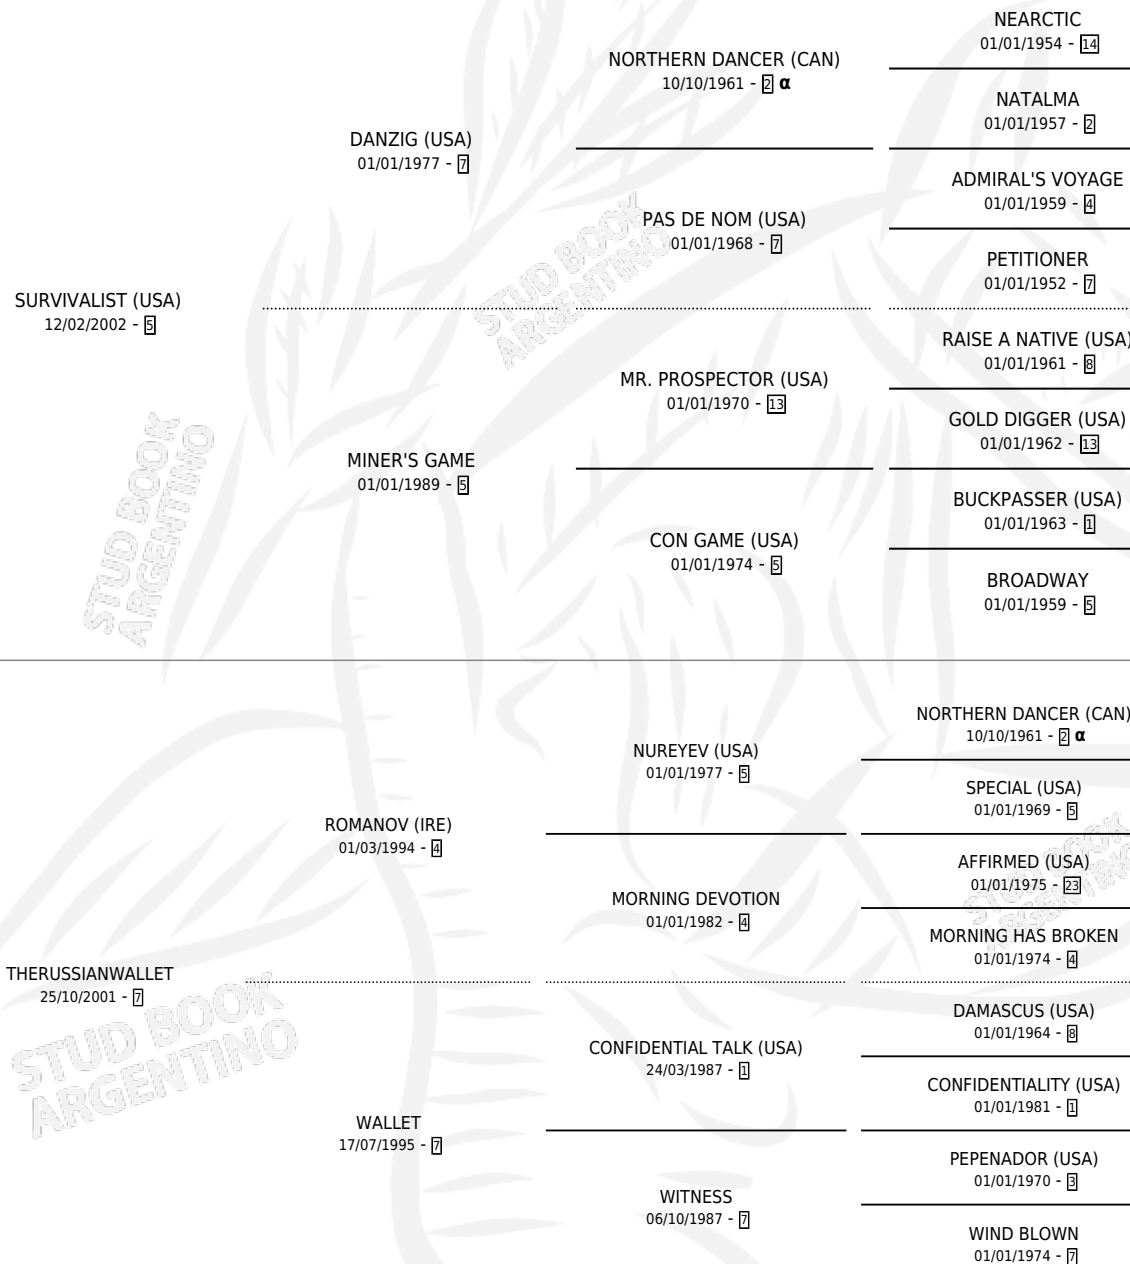 NEARCTIC
01/01/1954 - 14
NORTHERN DANCER (CAN)
10/10/1961 - 2 α
NATALMA
01/01/1957 - 2
DANZIG (USA)
01/01/1977 - 7
ADMIRAL'S VOYAGE
01/01/1959 - 4
PAS DE NOM (USA)
01/01/1968 - 7
PETITIONER
01/01/1952 - 7
SURVIVALIST (USA)
12/02/2002 - 5
RAISE A NATIVE (USA)
01/01/1961 - 8
MR. PROSPECTOR (USA)
01/01/1970 - 13
GOLD DIGGER (USA)
01/01/1962 - 13
MINER'S GAME
01/01/1989 - 5
BUCKPASSER (USA)
01/01/1963 - 1
CON GAME (USA)
01/01/1974 - 5
BROADWAY
01/01/1959 - 5
NORTHERN DANCER (CAN)
10/10/1961 - 2 α
NUREYEV (USA)
01/01/1977 - 5
SPECIAL (USA)
01/01/1969 - 5
ROMANOV (IRE)
01/03/1994 - 4
AFFIRMED (USA)
01/01/1975 - 23
MORNING DEVOTION
01/01/1982 - 4
MORNING HAS BROKEN
01/01/1974 - 4
THERUSSIANWALLET
25/10/2001 - 7
DAMASCUS (USA)
01/01/1964 - 8
CONFIDENTIAL TALK (USA)
24/03/1987 - 1
CONFIDENTIALITY (USA)
01/01/1981 - 1
WALLET
17/07/1995 - 7
PEPENADOR (USA)
01/01/1970 - 3
WITNESS
06/10/1987 - 7
WIND BLOWN
01/01/1974 - 7
STUD BOOK
ARGENTINO
STUD BOOK
ARGENTINO
STUD BOOK
ARGENTINO
STUD BOOK
ARGENTINO